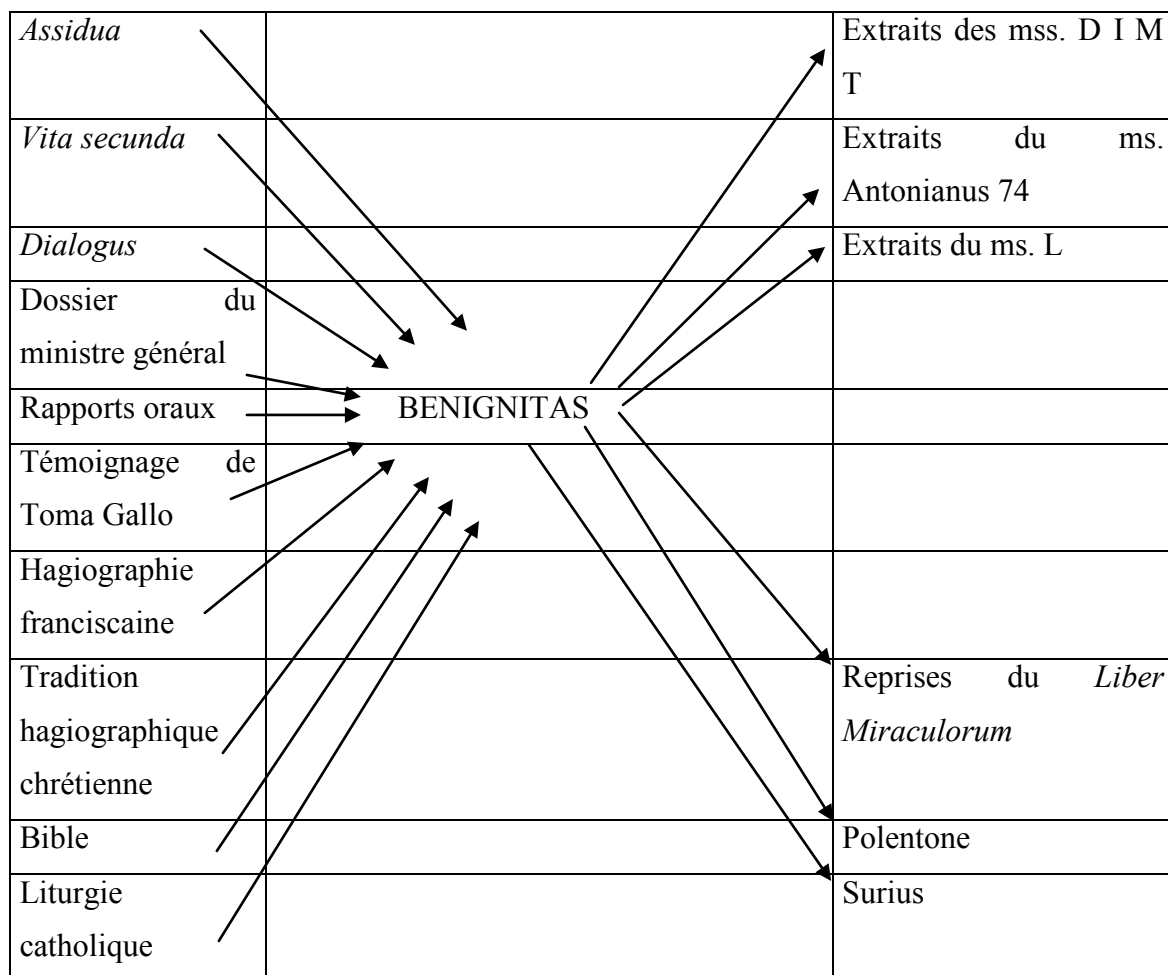 Assidua
Extraits des mss. D I M
T
Vita secunda
Extraits du ms.
Antonianus 74
Dialogus
Extraits du ms. L
Dossier du
ministre général
Rapports oraux
BENIGNITAS
Témoignage de
Toma Gallo
Hagiographie
franciscaine
Tradition
hagiographique
chrétienne
Reprises du Liber
Miraculorum
Bible
Polentone
Liturgie
catholique
Surius